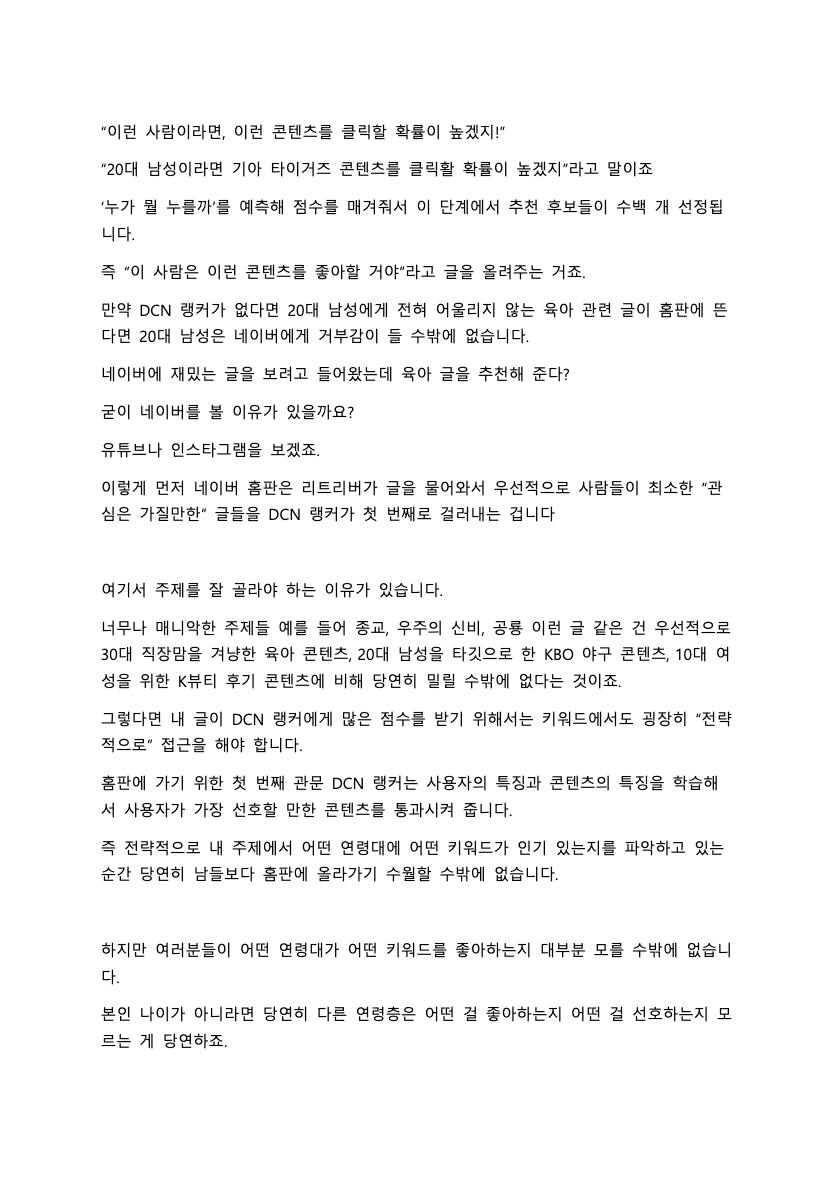 “이런 사람이라면, 이런 콘텐츠를 클릭할 확률이 높겠지!”
“20대 남성이라면 기아 타이거즈 콘텐츠를 클릭활 확률이 높겠지”라고 말이죠
‘누가 뭘 누를까’를 예측해 점수를 매겨줘서 이 단계에서 추천 후보들이 수백 개 선정됩
니다.
즉 “이 사람은 이런 콘텐츠를 좋아할 거야”라고 글을 올려주는 거죠.
만약 DCN 랭커가 없다면 20대 남성에게 전혀 어울리지 않는 육아 관련 글이 홈판에 뜬
다면 20대 남성은 네이버에게 거부감이 들 수밖에 없습니다.
네이버에 재밌는 글을 보려고 들어왔는데 육아 글을 추천해 준다?
굳이 네이버를 볼 이유가 있을까요?
유튜브나 인스타그램을 보겠죠.
이렇게 먼저 네이버 홈판은 리트리버가 글을 물어와서 우선적으로 사람들이 최소한 “관
심은 가질만한” 글들을 DCN 랭커가 첫 번째로 걸러내는 겁니다
여기서 주제를 잘 골라야 하는 이유가 있습니다.
너무나 매니악한 주제들 예를 들어 종교, 우주의 신비, 공룡 이런 글 같은 건 우선적으로
30대 직장맘을 겨냥한 육아 콘텐츠, 20대 남성을 타깃으로 한 KBO 야구 콘텐츠, 10대 여
성을 위한 K뷰티 후기 콘텐츠에 비해 당연히 밀릴 수밖에 없다는 것이죠.
그렇다면 내 글이 DCN 랭커에게 많은 점수를 받기 위해서는 키워드에서도 굉장히 “전략
적으로” 접근을 해야 합니다.
홈판에 가기 위한 첫 번째 관문 DCN 랭커는 사용자의 특징과 콘텐츠의 특징을 학습해
서 사용자가 가장 선호할 만한 콘텐츠를 통과시켜 줍니다.
즉 전략적으로 내 주제에서 어떤 연령대에 어떤 키워드가 인기 있는지를 파악하고 있는
순간 당연히 남들보다 홈판에 올라가기 수월할 수밖에 없습니다.
하지만 여러분들이 어떤 연령대가 어떤 키워드를 좋아하는지 대부분 모를 수밖에 없습니
다.
본인 나이가 아니라면 당연히 다른 연령층은 어떤 걸 좋아하는지 어떤 걸 선호하는지 모
르는 게 당연하죠.